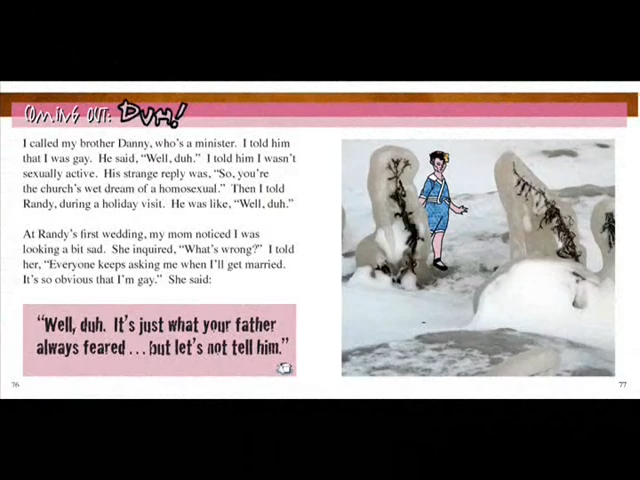 COMING OUT: DUH!
I called my brother Danny, who's a minister. I told him
that I was gay. He said, “Well, duh.” I told him I wasn't
sexually active. His strange reply was, “So, you're
the church's wet dream of a homosexual.” Then I told
Randy, during a holiday visit. He was like, “Well, duh.”
At Randy's first wedding, my mom noticed I was
looking a bit sad. She inquired, “What's wrong?” I told
her, “Everyone keeps asking me when I'll get married.
It's so obvious that I'm gay.” She said:
“Well, duh. It's just what your father
always feared . . . but let's not tell him.”
76
77